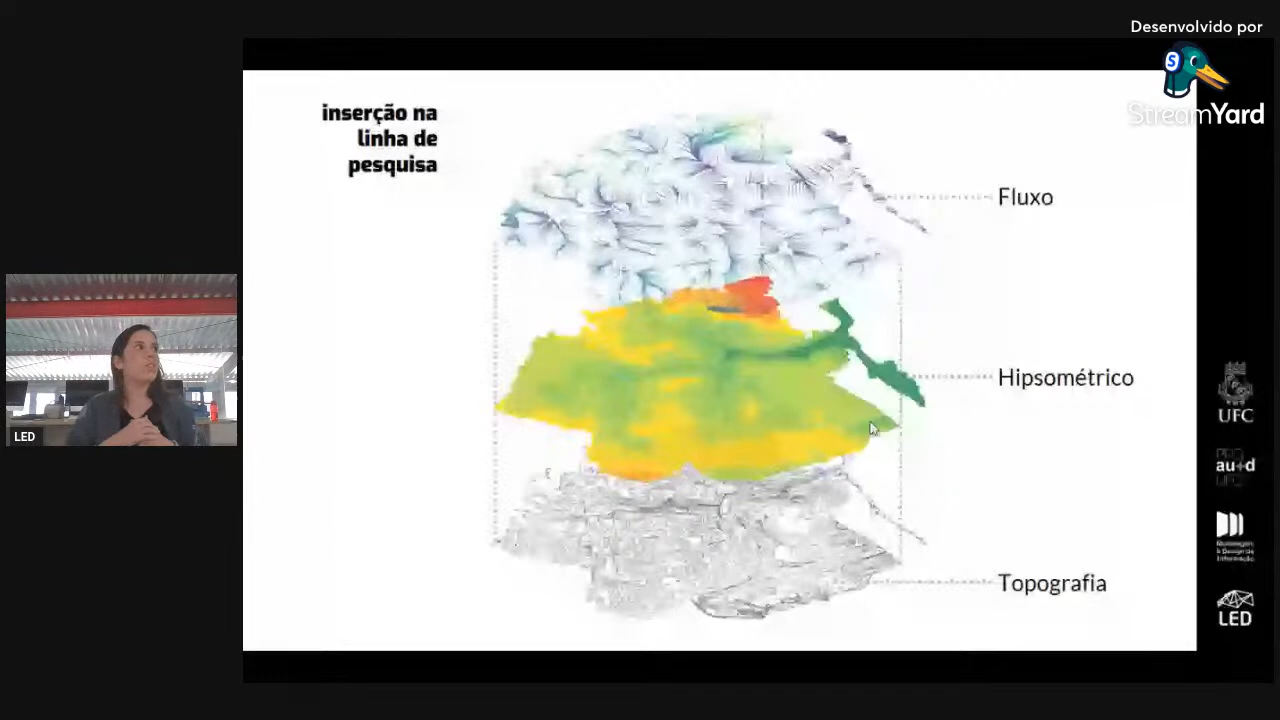 Desenvolvido por
StreamYard
inserção na
linha de
pesquisa
Fluxo
Hipsométrico
Topografia
LED
UFC
au+d
LED